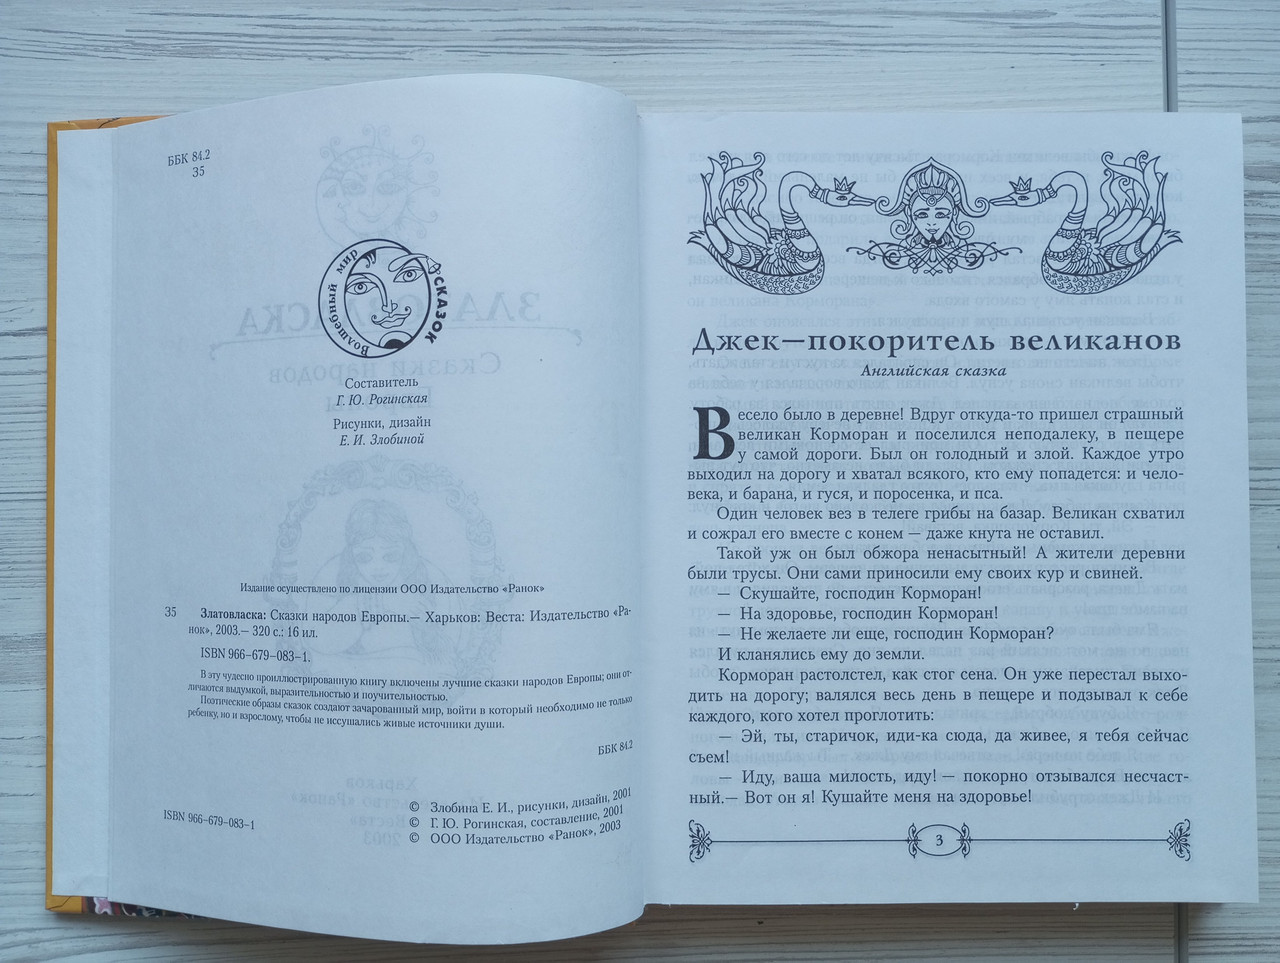 ББК 84.2
35
Волшебный мир сказок
Составитель
Г. Ю. Рогинская
Рисунки, дизайн
Е. И. Злобиной
Издание осуществлено по лицензии ООО Издательство «Ранок»
35 Златовласка: Сказки народов Европы.— Харьков: Веста: Издательство «Ра-
нок», 2003.— 320 с.: 16 ил.
ISBN 966–679–083–1.
В эту чудесно проиллюстрированную книгу включены лучшие сказки народов Европы; они от-
личаются выдумкой, выразительностью и поучительностью.
Поэтические образы сказок создают зачарованный мир, войти в который необходимо не только
ребенку, но и взрослому, чтобы не иссушались живые источники души.
ББК 84.2
ISBN 966–679–083–1
© Злобина Е. И., рисунки, дизайн, 2001
© Г. Ю. Рогинская, составление, 2001
© ООО Издательство «Ранок», 2003
Джек—покоритель великанов
Английская сказка
Весело было в деревне! Вдруг откуда-то пришел страшный
великан Корморан и поселился неподалеку, в пещере
у самой дороги. Был он голодный и злой. Каждое утро
выходил на дорогу и хватал всякого, кто ему попадется: и чело-
века, и барана, и гуся, и поросенка, и пса.
Один человек вез в телеге грибы на базар. Великан схватил
и сожрал его вместе с конем — даже кнута не оставил.
Такой уж он был обжора ненасытный! А жители деревни
были трусы. Они сами приносили ему своих кур и свиней.
— Скушайте, господин Корморан!
— На здоровье, господин Корморан!
— Не желаете ли еще, господин Корморан?
И кланялись ему до земли.
Корморан растолстел, как стог сена. Он уже перестал выхо-
дить на дорогу; валялся весь день в пещере и подзывал к себе
каждого, кого хотел проглотить:
— Эй, ты, старичок, иди-ка сюда, да живее, я тебя сейчас
съем!
— Иду, ваша милость, иду! — покорно отзывался несчаст-
ный.— Вот он я! Кушайте меня на здоровье!
3